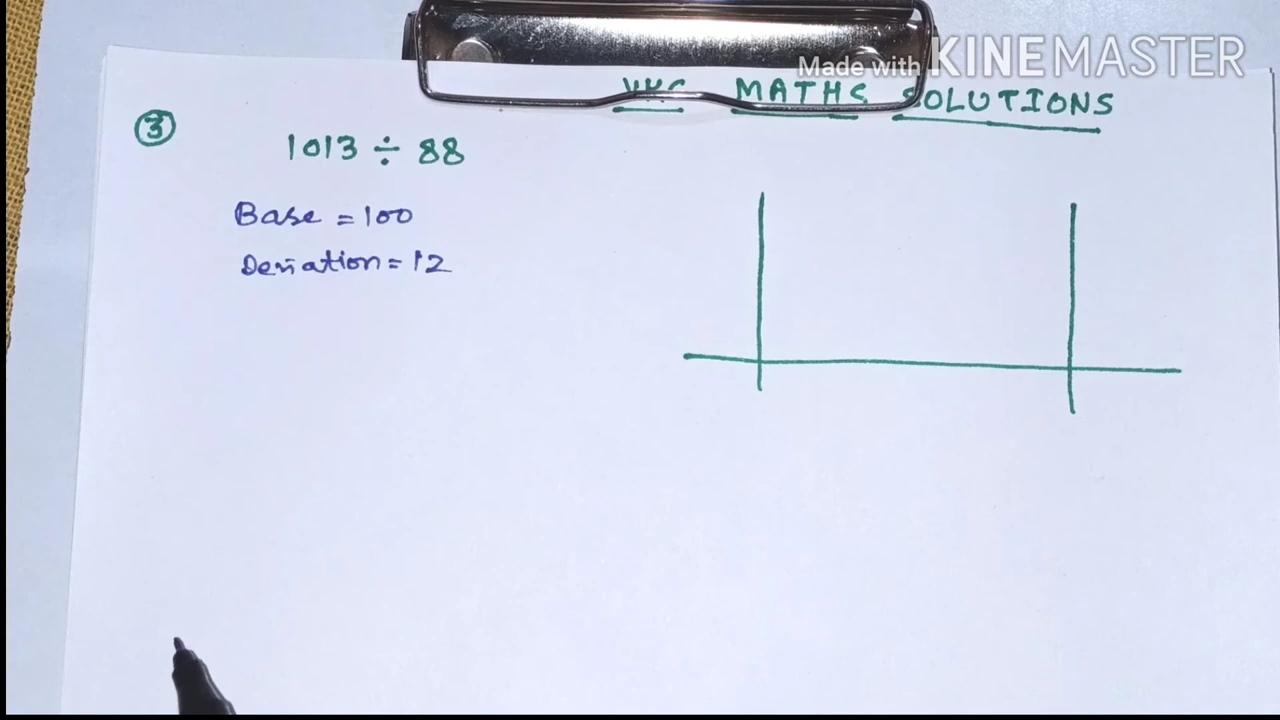 Made with KINEMASTER
MATHS SOLUTIONS
③
1013 ÷ 88
Base = 100
Deviation = 12